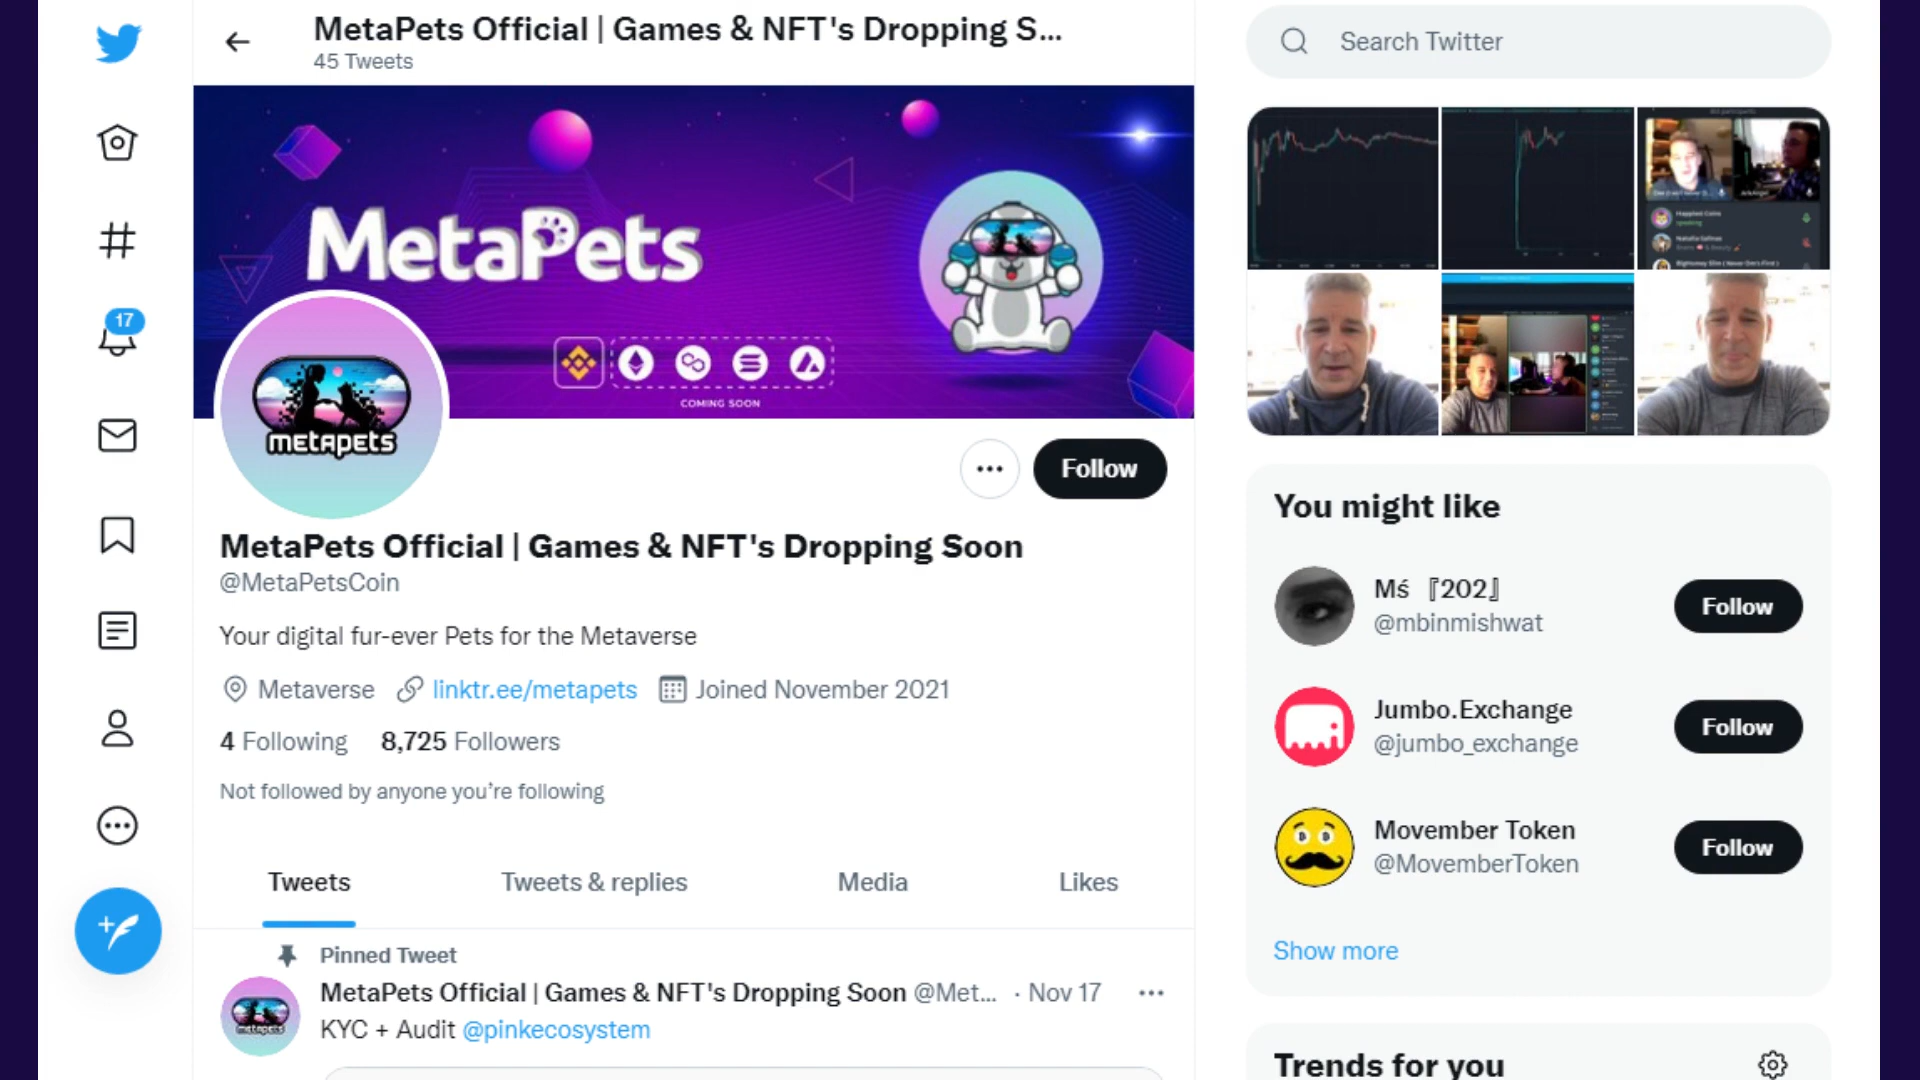 MetaPets Official | Games & NFT's Dropping S...
45 Tweets
Search Twitter
MetaPets
COMING SOON
metapets
17
Follow
MetaPets Official | Games & NFT's Dropping Soon
@MetaPetsCoin
Your digital fur-ever Pets for the Metaverse
Metaverse linktr.ee/metapets Joined November 2021
4 Following 8,725 Followers
Not followed by anyone you're following
Tweets Tweets & replies Media Likes
Pinned Tweet
MetaPets Official | Games & NFT's Dropping Soon @Met... · Nov 17
KYC + Audit @pinkecosystem
metapets
You might like
Mś 『202』
@mbinmishwat
Follow
Jumbo.Exchange
@jumbo_exchange
Follow
Movember Token
@MovemberToken
Follow
Show more
Trends for you